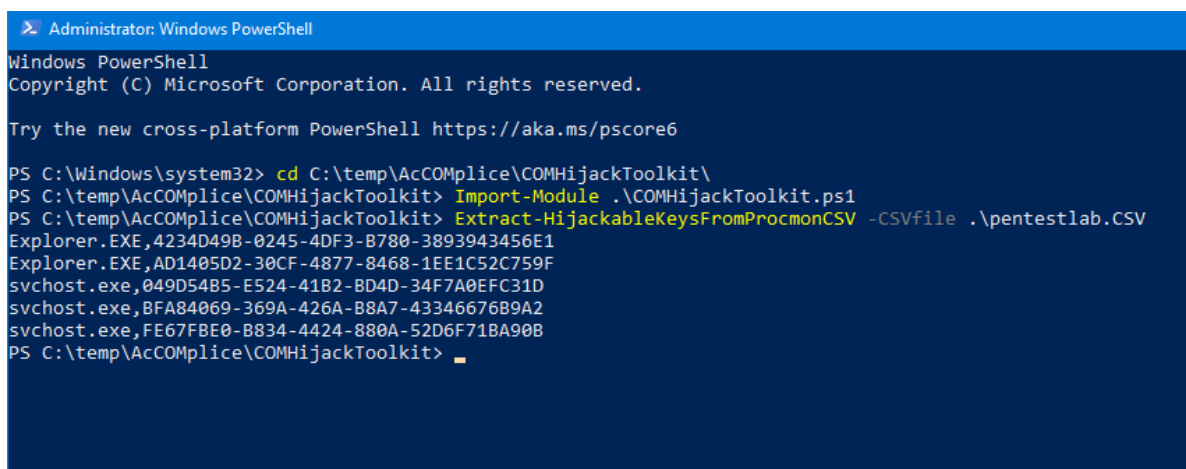 Administrator: Windows PowerShell
Windows PowerShell
Copyright (C) Microsoft Corporation. All rights reserved.
Try the new cross-platform PowerShell https://aka.ms/pscore6
PS C:\Windows\system32> cd C:\temp\AcCOMplice\COMHijackToolkit\
PS C:\temp\AcCOMplice\COMHijackToolkit> Import-Module .\COMHijackToolkit.ps1
PS C:\temp\AcCOMplice\COMHijackToolkit> Extract-HijackableKeysFromProcmonCSV -CSVfile .\pentestlab.CSV
Explorer.EXE,4234D49B-0245-4DF3-B780-3893943456E1
Explorer.EXE,AD1405D2-30CF-4877-8468-1EE1C52C759F
svchost.exe,049D54B5-E524-41B2-BD4D-34F7A0EFC31D
svchost.exe,BFA84069-369A-426A-B8A7-43346676B9A2
svchost.exe,FE67FBE0-B834-4424-880A-52D6F71BA90B
PS C:\temp\AcCOMplice\COMHijackToolkit>